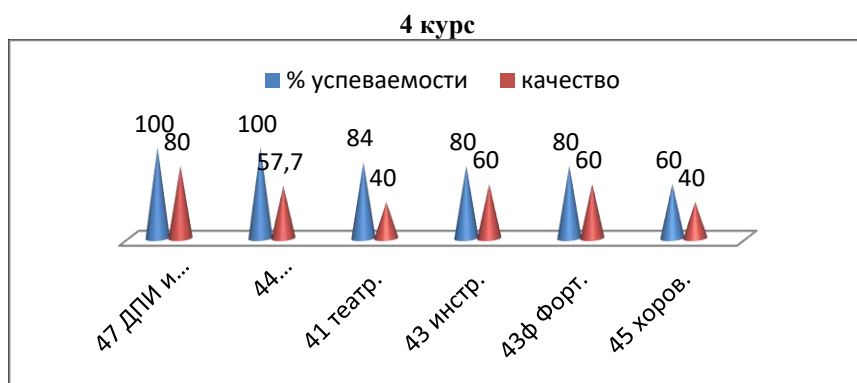 4 курс
% успеваемости качество
100 80 100 57,7 84 40 80 60 80 60 60 40
47 ДПИ и...
44...
41 театр.
43 инстр.
43ф Форт.
45 хоров.